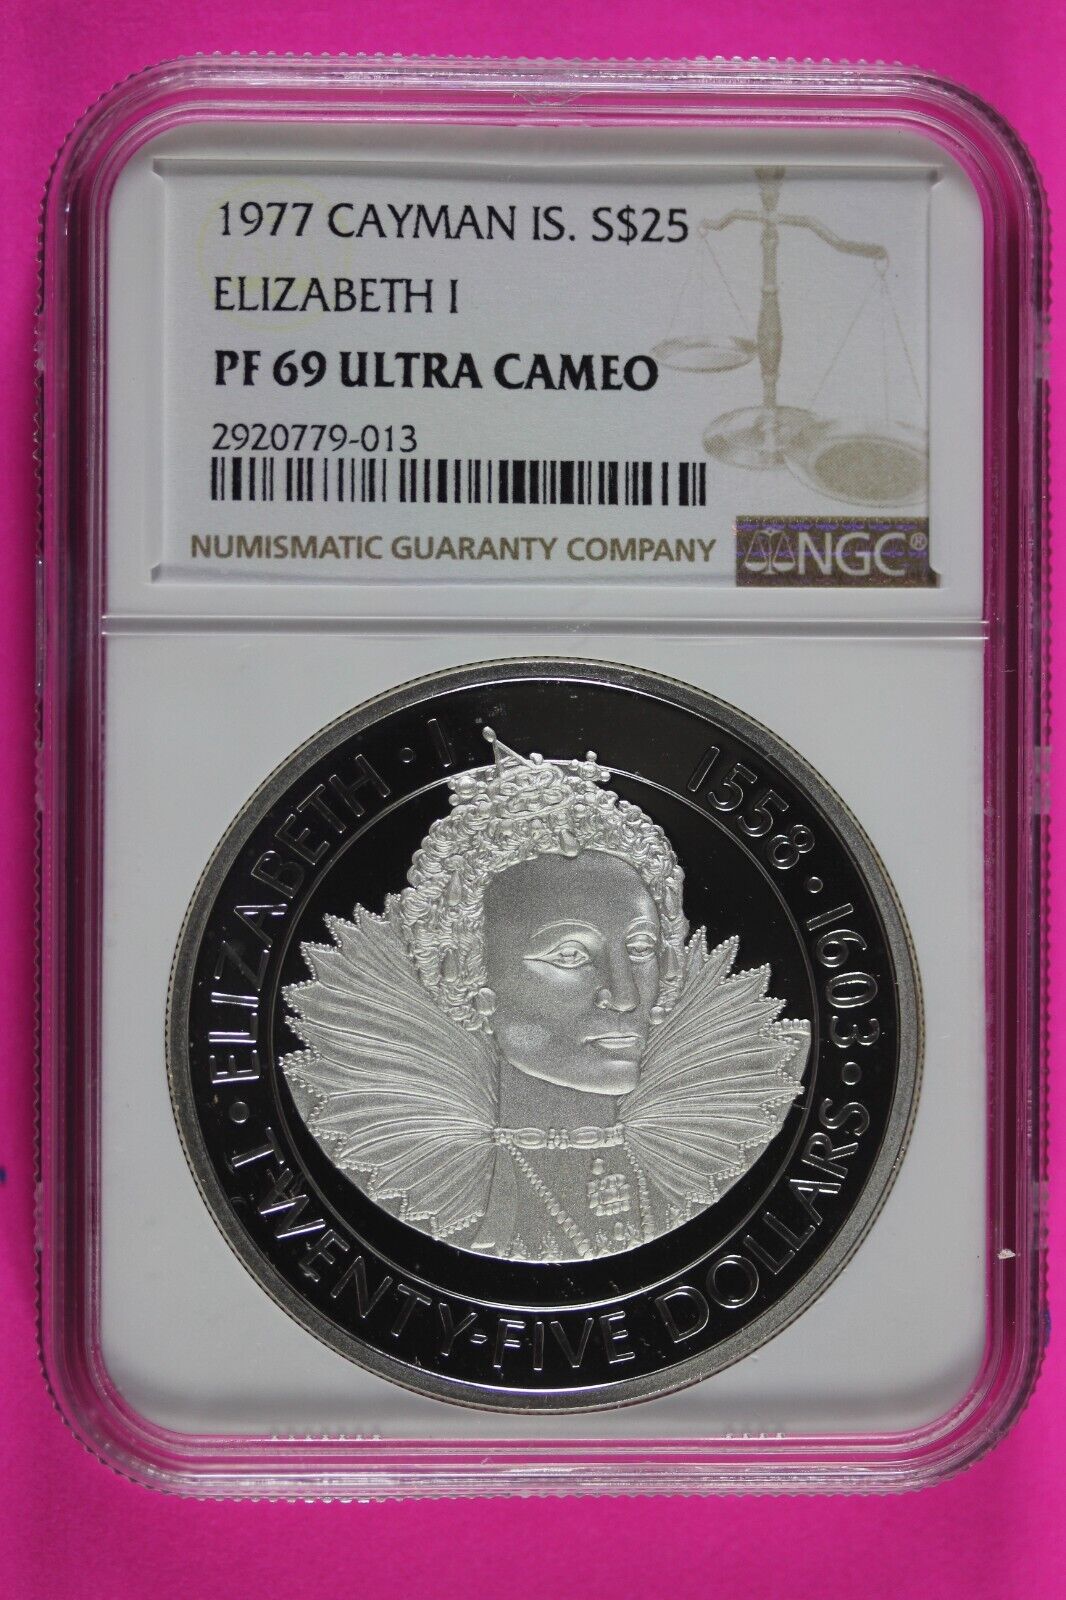 1977 CAYMAN IS. S$25
ELIZABETH I
PF 69 ULTRA CAMEO
2920779-013
NUMISMATIC GUARANTY COMPANY
NGC®
ELIZABETH · I
1558 · 1603 ·
TWENTY-FIVE DOLLARS ·